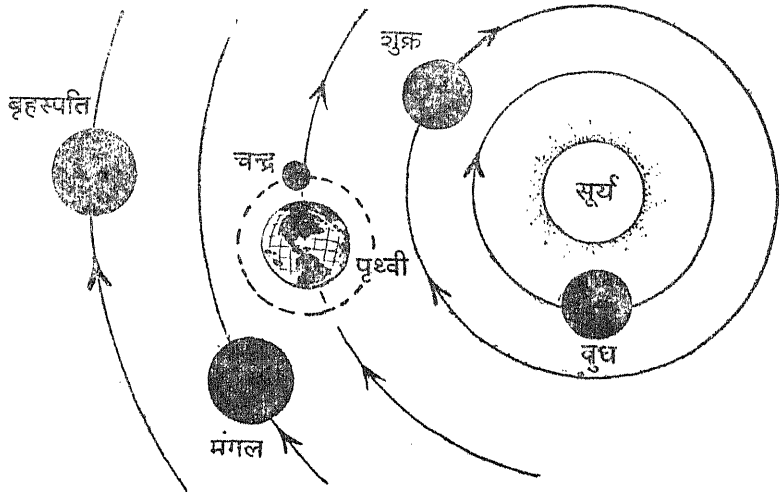 शुक्र
बृहस्पति
चन्द्र
सूर्य
पृथ्वी
बुध
मंगल